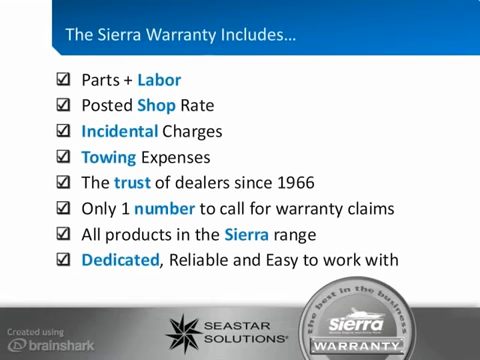 The Sierra Warranty Includes…
Parts + Labor
Posted Shop Rate
Incidental Charges
Towing Expenses
The trust of dealers since 1966
Only 1 number to call for warranty claims
All products in the Sierra range
Dedicated, Reliable and Easy to work with
the best in the business
Sierra
WARRANTY
SEASTAR
SOLUTIONS®
Created using
brainshark